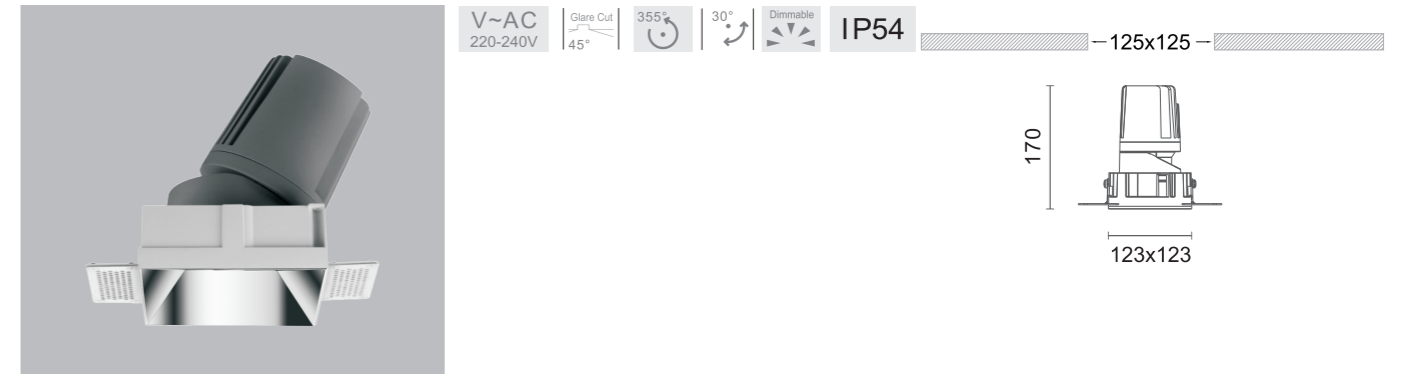 V~AC
220-240V
Glare Cut
45°
355°
30°
Dimmable
IP54
125x125
170
123x123